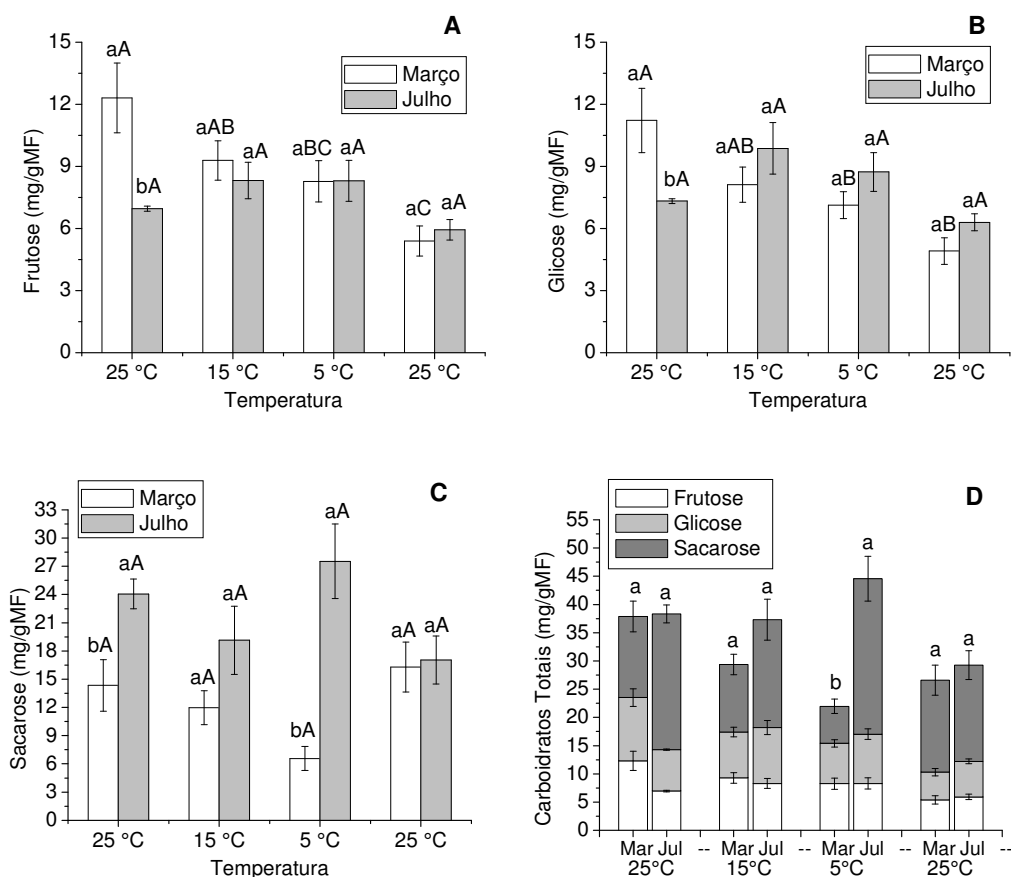 A
Março
Julho
Frutose (mg/gMF)
15
12
9
6
3
0
aA
bA
aAB
aA
aBC
aA
aC
aA
25 °C
15 °C
5 °C
25 °C
Temperatura
B
Março
Julho
Glicose (mg/gMF)
15
12
9
6
3
0
aA
bA
aAB
aA
aB
aA
aB
aA
25 °C
15 °C
5 °C
25 °C
Temperatura
C
Março
Julho
Sacarose (mg/gMF)
33
30
27
24
21
18
15
12
9
6
3
0
bA
aA
aA
aA
bA
aA
aA
aA
25 °C
15 °C
5 °C
25 °C
Temperatura
D
Frutose
Glicose
Sacarose
Carboidratos Totais (mg/gMF)
55
50
45
40
35
30
25
20
15
10
5
0
a
a
a
a
b
a
a
a
Mar Jul -- Mar Jul -- Mar Jul -- Mar Jul --
25°C
15°C
5°C
25°C